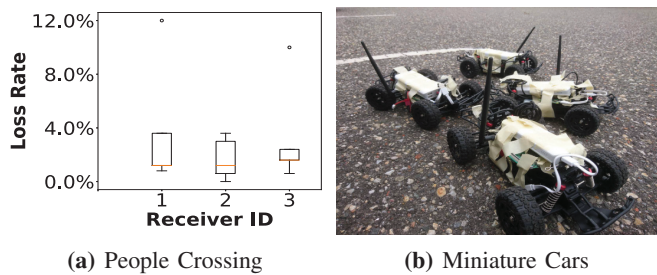 12.0%
8.0%
4.0%
0.0%
Loss Rate
1 2 3
Receiver ID
(a) People Crossing
(b) Miniature Cars